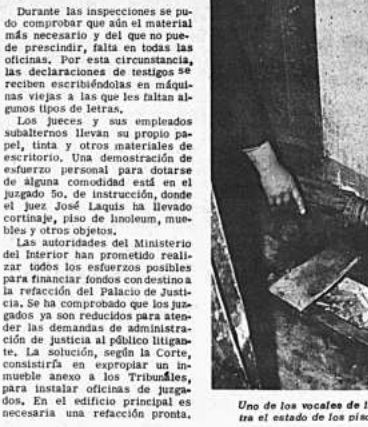 Durante las inspecciones se pu-
do comprobar que aún el material
más necesario y del que no pue-
de prescindir, falta en todas las
oficinas. Por esta circunstancia,
las declaraciones de testigos se
reciben escribiéndolas en máqui-
nas viejas a las que les faltan al-
gunos tipos de letras.
Los jueces y sus empleados
subalternos llevan su propio pa-
pel, tinta y otros materiales de
escritorio. Una demostración de
esfuerzo personal para dotarse
de alguna comodidad está en el
juzgado 5o. de instrucción, donde
el juez José Laquis ha llevado
cortinaje, piso de linoleum, mue-
bles y otros objetos.
Las autoridades del Ministerio
del Interior han prometido reali-
zar todos los esfuerzos posibles
para financiar fondos con destino a
la refacción del Palacio de Justi-
cia. Se ha comprobado que los juz-
gados ya son reducidos para aten-
der las demandas de administra-
ción de justicia al público litigan-
te. La solución, según la Corte,
consistiría en expropiar un in-
mueble anexo a los Tribunales,
para instalar oficinas de juzga-
dos. En el edificio principal es
necesaria una refacción pronta.
Uno de los vocales de l
tra el estado de los piso